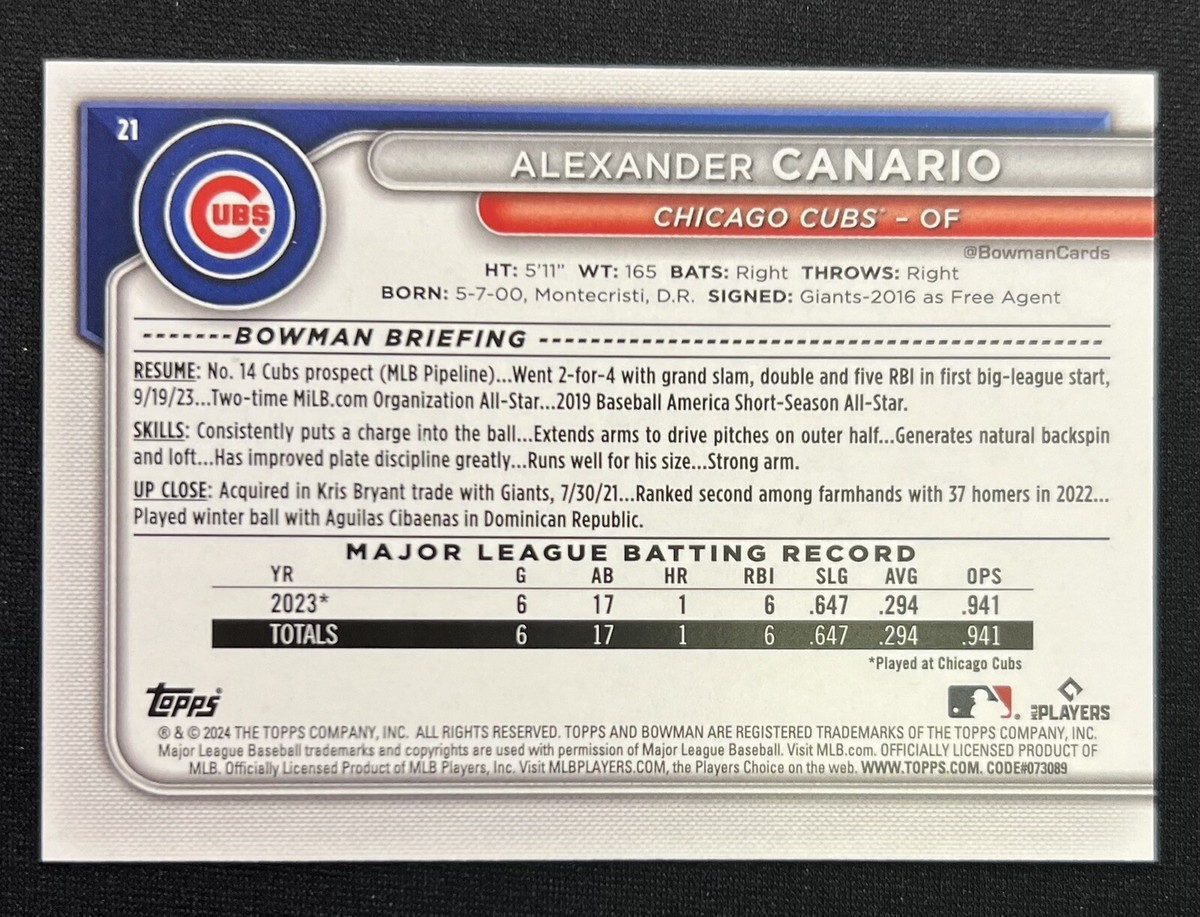 21
CUBS
ALEXANDER CANARIO
CHICAGO CUBS® - OF
@BowmanCards
HT: 5'11" WT: 165 BATS: Right THROWS: Right
BORN: 5-7-00, Montecristi, D.R. SIGNED: Giants-2016 as Free Agent
BOWMAN BRIEFING
RESUME: No. 14 Cubs prospect (MLB Pipeline)...Went 2-for-4 with grand slam, double and five RBI in first big-league start,
9/19/23...Two-time MiLB.com Organization All-Star...2019 Baseball America Short-Season All-Star.
SKILLS: Consistently puts a charge into the ball...Extends arms to drive pitches on outer half...Generates natural backspin
and loft...Has improved plate discipline greatly...Runs well for his size...Strong arm.
UP CLOSE: Acquired in Kris Bryant trade with Giants, 7/30/21...Ranked second among farmhands with 37 homers in 2022...
Played winter ball with Aguilas Cibaenas in Dominican Republic.
MAJOR LEAGUE BATTING RECORD
YR G AB HR RBI SLG AVG OPS
2023* 6 17 1 6 .647 .294 .941
TOTALS 6 17 1 6 .647 .294 .941
*Played at Chicago Cubs
Topps®
MLB PLAYERS
® & © 2024 THE TOPPS COMPANY, INC. ALL RIGHTS RESERVED. TOPPS AND BOWMAN ARE REGISTERED TRADEMARKS OF THE TOPPS COMPANY, INC.
Major League Baseball trademarks and copyrights are used with permission of Major League Baseball. Visit MLB.com. OFFICIALLY LICENSED PRODUCT OF
MLB. Officially Licensed Product of MLB Players, Inc. Visit MLBPLAYERS.COM, the Players Choice on the web. WWW.TOPPS.COM. CODE#073089